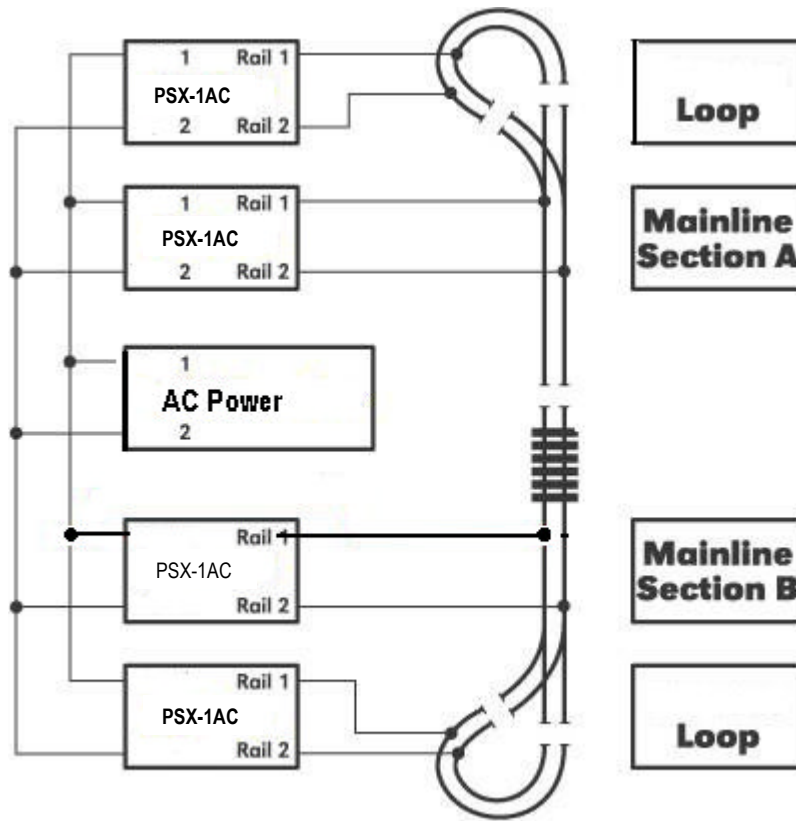 1 Rail 1
PSX-1AC
2 Rail 2
Loop
1 Rail 1
PSX-1AC
2 Rail 2
Mainline
Section A
1
AC Power
2
Rail 1
PSX-1AC
Rail 2
Mainline
Section B
Rail 1
PSX-1AC
Rail 2
Loop